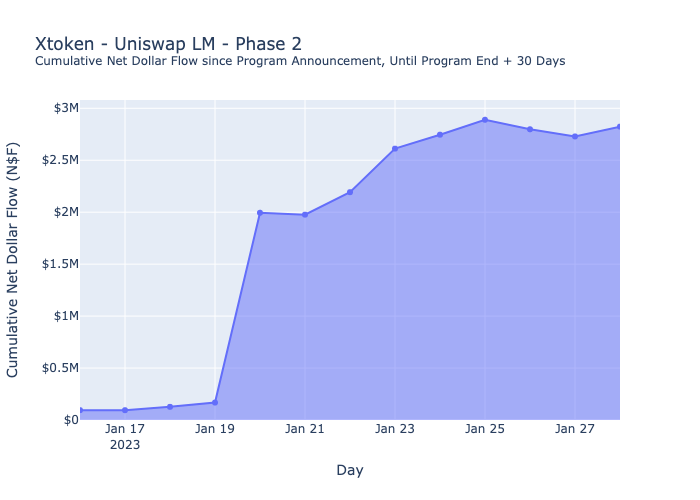 Xtoken - Uniswap LM - Phase 2
Cumulative Net Dollar Flow since Program Announcement, Until Program End + 30 Days
Cumulative Net Dollar Flow (N$F)
$3M
$2.5M
$2M
$1.5M
$1M
$0.5M
$0
Jan 17 Jan 19 Jan 21 Jan 23 Jan 25 Jan 27
2023
Day